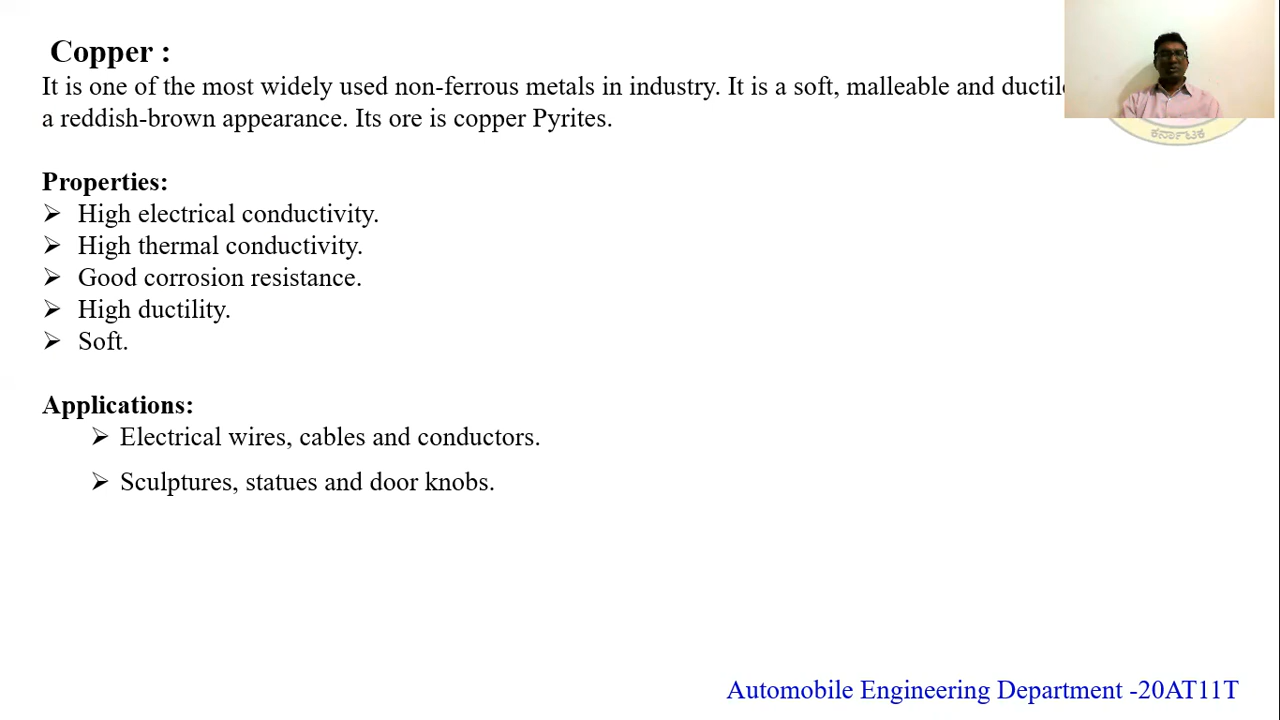 Copper :
It is one of the most widely used non-ferrous metals in industry. It is a soft, malleable and
a reddish-brown appearance. Its ore is copper Pyrites.
ಕರ್ನಾಟಕ
Properties:
➢ High electrical conductivity.
➢ High thermal conductivity.
➢ Good corrosion resistance.
➢ High ductility.
➢ Soft.
Applications:
➢ Electrical wires, cables and conductors.
➢ Sculptures, statues and door knobs.
Automobile Engineering Department -20AT11T